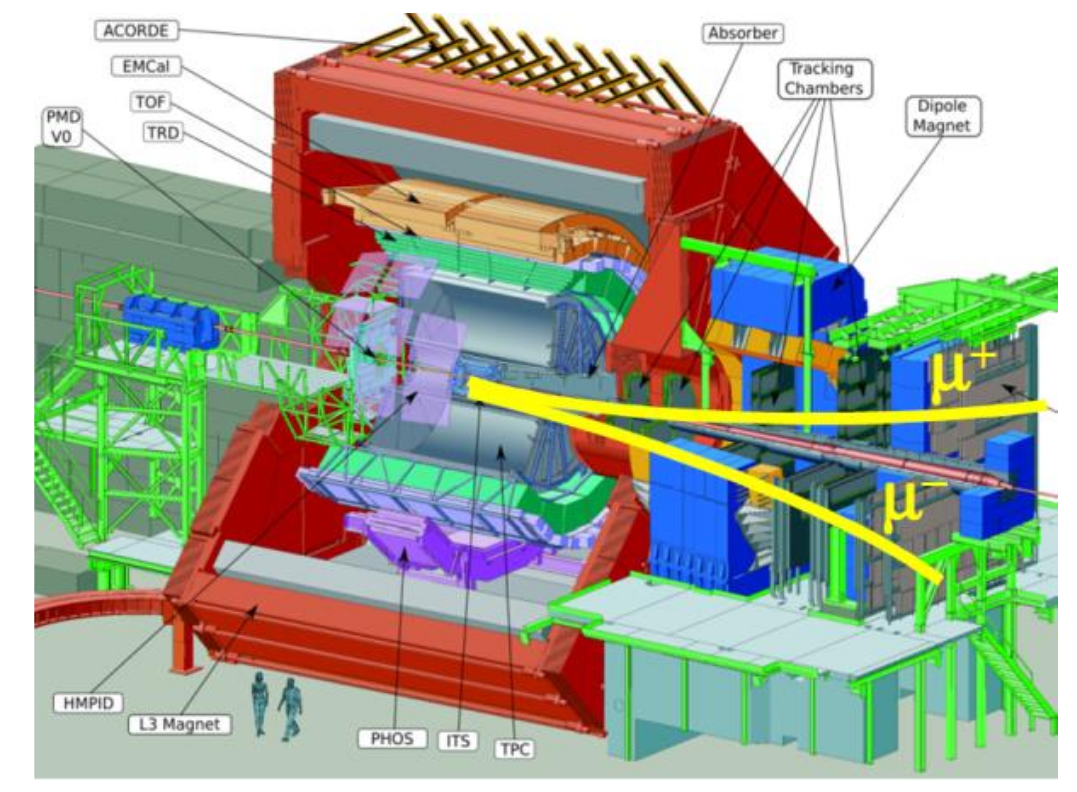 ACORDE
Absorber
EMCal
Tracking
Chambers
TOF
PMD
V0
TRD
Dipole
Magnet
μ+
μ−
HMPID
L3 Magnet
PHOS
ITS
TPC